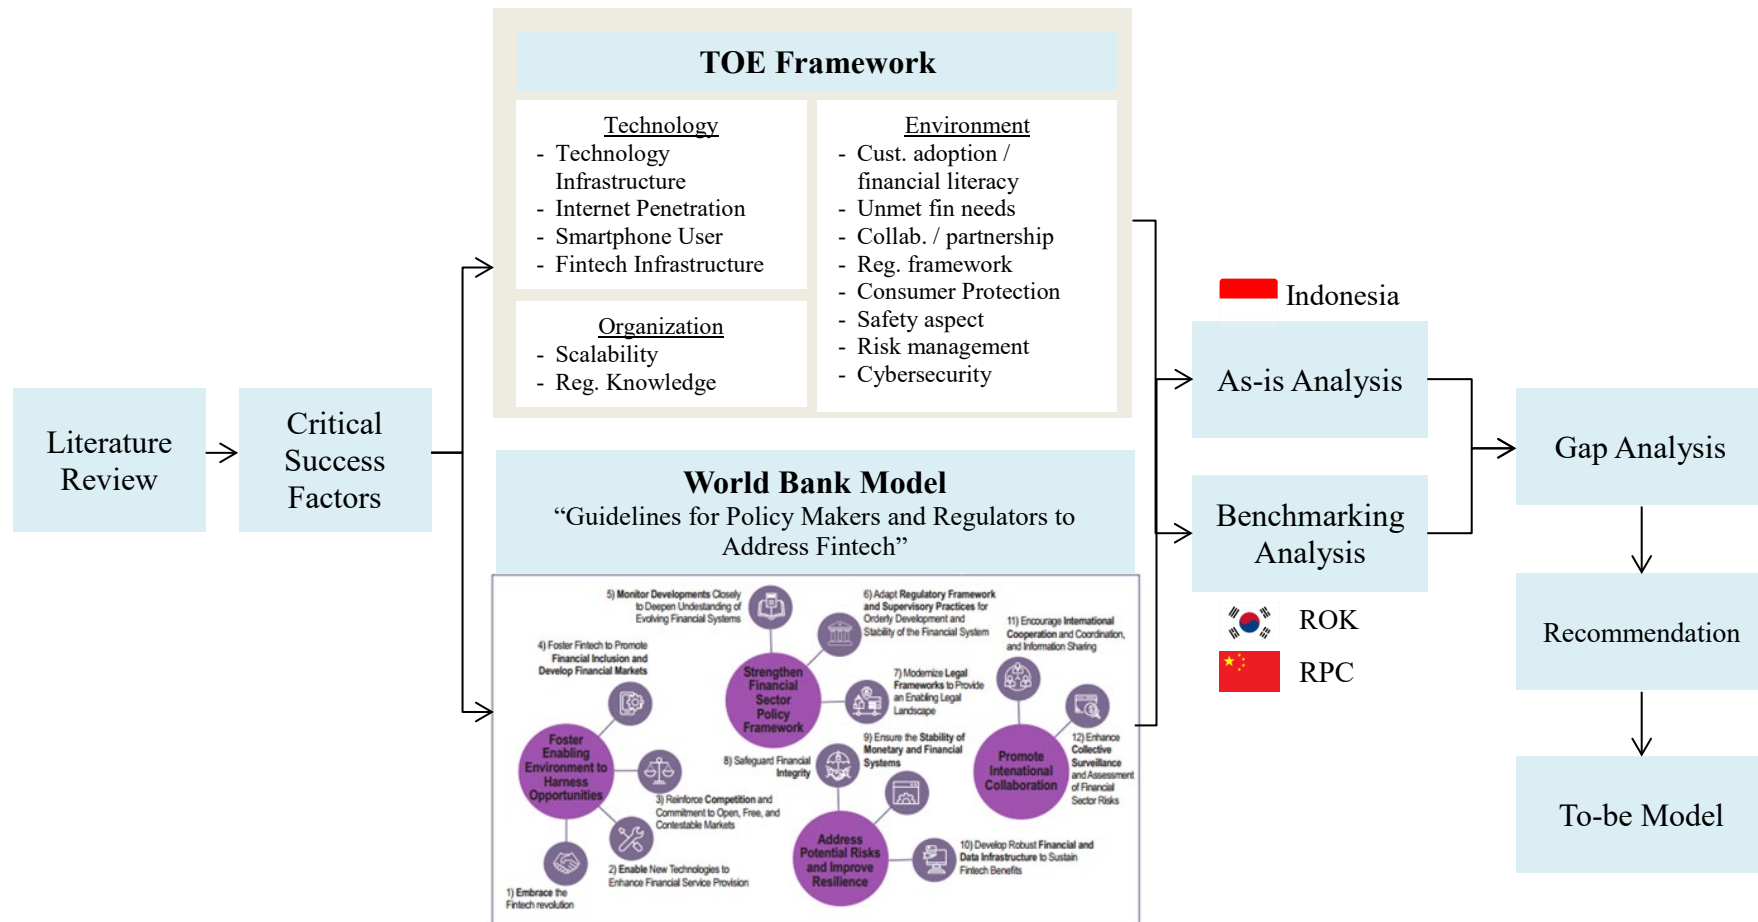 Literature
Review
Critical
Success
Factors
TOE Framework
Technology
- Technology
Infrastructure
- Internet Penetration
- Smartphone User
- Fintech Infrastructure
Organization
- Scalability
- Reg. Knowledge
Environment
- Cust. adoption /
financial literacy
- Unmet fin needs
- Collab. / partnership
- Reg. framework
- Consumer Protection
- Safety aspect
- Risk management
- Cybersecurity
World Bank Model
“Guidelines for Policy Makers and Regulators to
Address Fintech”
Foster
Enabling
Environment to
Harness
Opportunities
1) Embrace the
Fintech revolution
2) Enable New Technologies to
Enhance Financial Service Provision
3) Reinforce Competition and
Commitment to Open, Free, and
Contestable Markets
4) Foster Fintech to Promote
Financial Inclusion and
Develop Financial Markets
Strengthen
Financial
Sector
Policy
Framework
5) Monitor Developments Closely
to Deepen Undestanding of
Evolving Financial Systems
6) Adapt Regulatory Framework
and Supervisory Practices for
Orderly Development and
Stability of the Financial System
7) Modernize Legal
Frameworks to Provide
an Enabling Legal
Landscape
Address
Potential Risks
and Improve
Resilience
8) Safeguard Financial
Integrity
9) Ensure the Stability of
Monetary and Financial
Systems
10) Develop Robust Financial and
Data Infrastructure to Sustain
Fintech Benefits
Promote
Intenational
Collaboration
11) Encourage International
Cooperation and Coordination,
and Information Sharing
12) Enhance
Collective
Surveillance
and Assessment
of Financial
Sector Risks
Indonesia
As-is Analysis
Benchmarking
Analysis
ROK
RPC
Gap Analysis
Recommendation
To-be Model